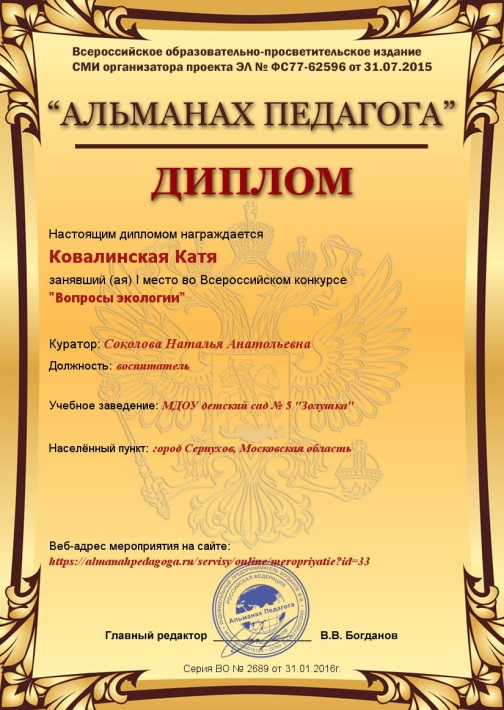 Всероссийское образовательно-просветительское издание
СМИ организатора проекта ЭЛ № ФС77-62596 от 31.07.2015
“АЛЬМАНАХ ПЕДАГОГА”
ДИПЛОМ
Настоящим дипломом награждается
Ковалинская Катя
занявший (ая) I место во Всероссийском конкурсе
"Вопросы экологии"
Куратор: Соколова Наталья Анатольевна
Должность: воспитатель
Учебное заведение: МДОУ детский сад № 5 "Золушка"
Населённый пункт: город Серпухов, Московская область
Веб-адрес мероприятия на сайте:
https://almanahpedagoga.ru/servisy/online/meropriyatie?id=33
РОССИЙСКАЯ ФЕДЕРАЦИЯ
Альманах Педагога
Главный редактор В.В. Богданов
Серия ВО № 2689 от 31.01.2016г.